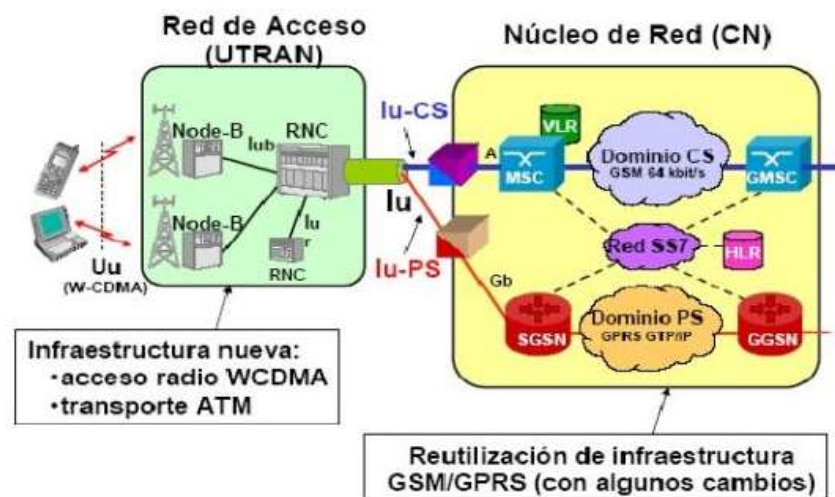 Red de Acceso
(UTRAN)
Núcleo de Red (CN)
Node-B
Iub
RNC
Iu-CS
VLR
A
MSC
Dominio CS
GSM 64 kbit/s
GMSC
Iu
Node-B
Iu
r
RNC
Uu
(W-CDMA)
Red SS7
HLR
Iu-PS
Gb
SGSN
Dominio PS
GPRS GTP/IP
GGSN
Infraestructura nueva:
•acceso radio WCDMA
•transporte ATM
Reutilización de infraestructura
GSM/GPRS (con algunos cambios)